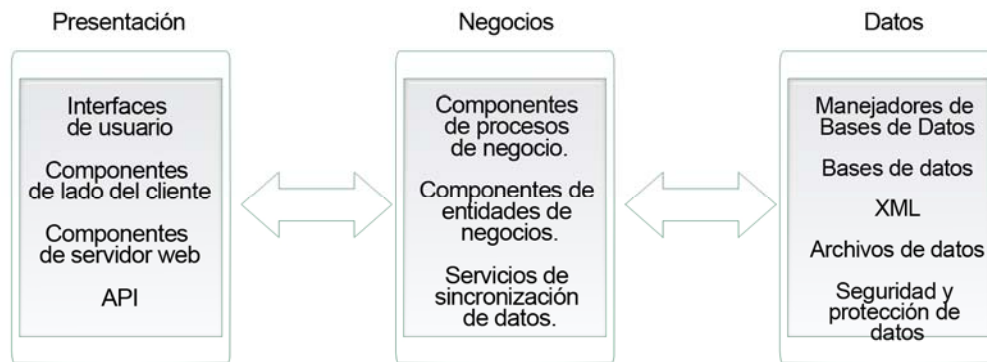 Presentación
Interfaces
de usuario
Componentes
de lado del cliente
Componentes
de servidor web
API
Negocios
Componentes
de procesos
de negocio.
Componentes de
entidades de
negocios.
Servicios de
sincronización
de datos.
Datos
Manejadores de
Bases de Datos
Bases de datos
XML
Archivos de datos
Seguridad y
protección de
datos